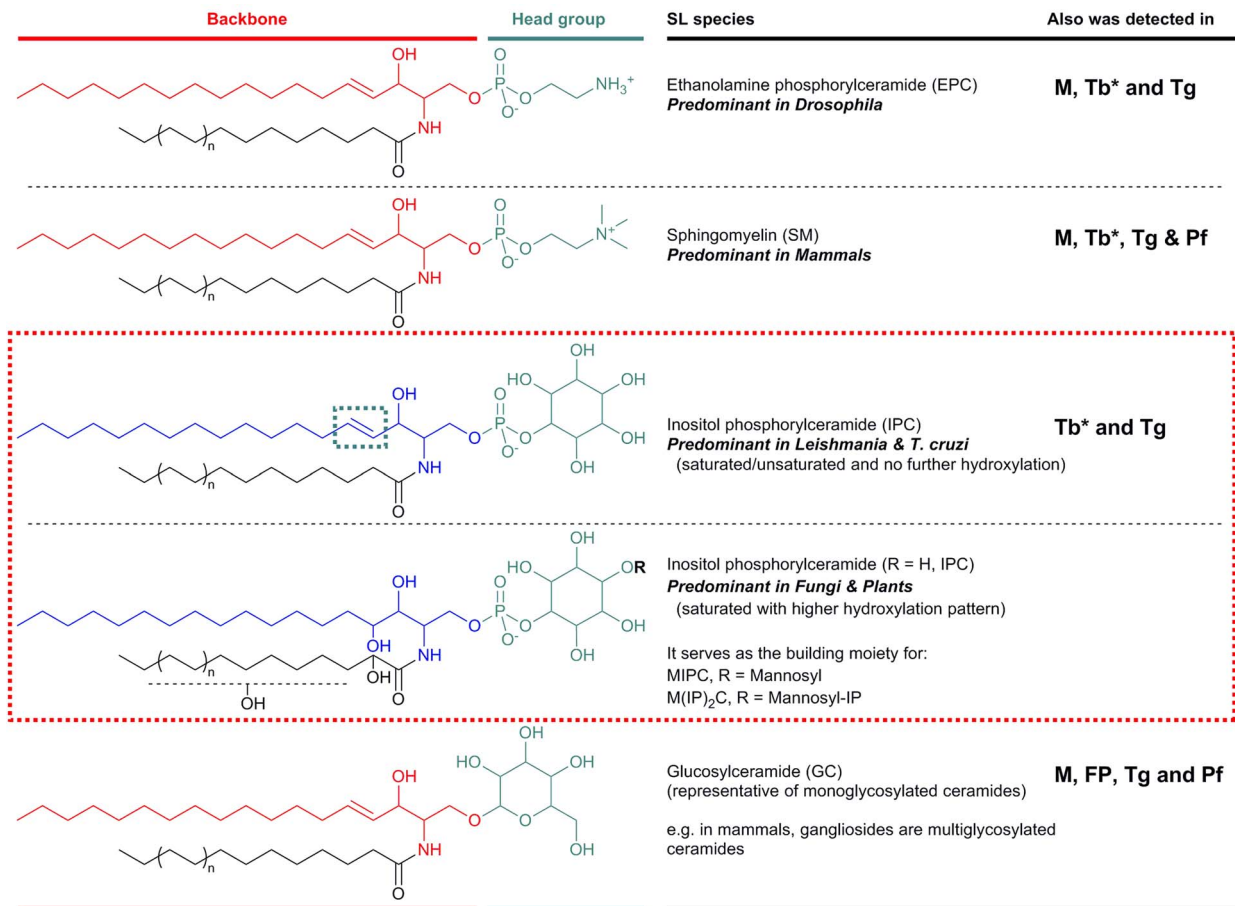 Backbone
Head group
SL species
Also was detected in
OH
O
P
O
O
O-
NH3+
NH
n
O
Ethanolamine phosphorylceramide (EPC)
Predominant in Drosophila
M, Tb* and Tg
OH
O
P
O
O
O-
N+
NH
n
O
Sphingomyelin (SM)
Predominant in Mammals
M, Tb*, Tg & Pf
OH
HO
OH
OH
O
P
O
O
O-
OH
OH
NH
n
O
Inositol phosphorylceramide (IPC)
Predominant in Leishmania & T. cruzi
(saturated/unsaturated and no further hydroxylation)
Tb* and Tg
OH
HO
OR
OH
O
P
O
O
O-
OH
OH
OH
NH
n
OH
O
OH
Inositol phosphorylceramide (R = H, IPC)
Predominant in Fungi & Plants
(saturated with higher hydroxylation pattern)
It serves as the building moiety for:
MIPC, R = Mannosyl
M(IP)2C, R = Mannosyl-IP
OH
HO
OH
OH
O
O
OH
NH
n
O
Glucosylceramide (GC)
(representative of monoglycosylated ceramides)
e.g. in mammals, gangliosides are multiglycosylated
ceramides
M, FP, Tg and Pf